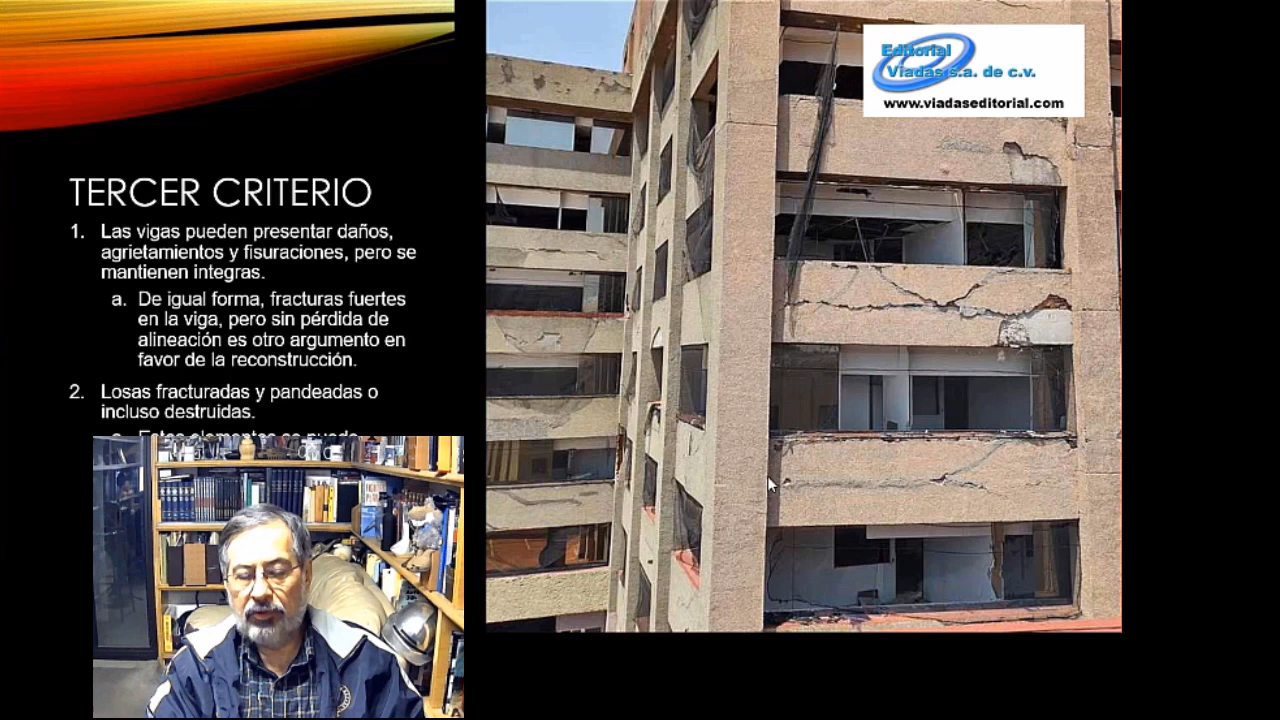 Editorial
Viadas s.a. de c.v.
www.viadaseditorial.com
TERCER CRITERIO
1. Las vigas pueden presentar daños,
agrietamientos y fisuraciones, pero se
mantienen integras.
a. De igual forma, fracturas fuertes
en la viga, pero sin pérdida de
alineación es otro argumento en
favor de la reconstrucción.
2. Losas fracturadas y pandeadas o
incluso destruidas.